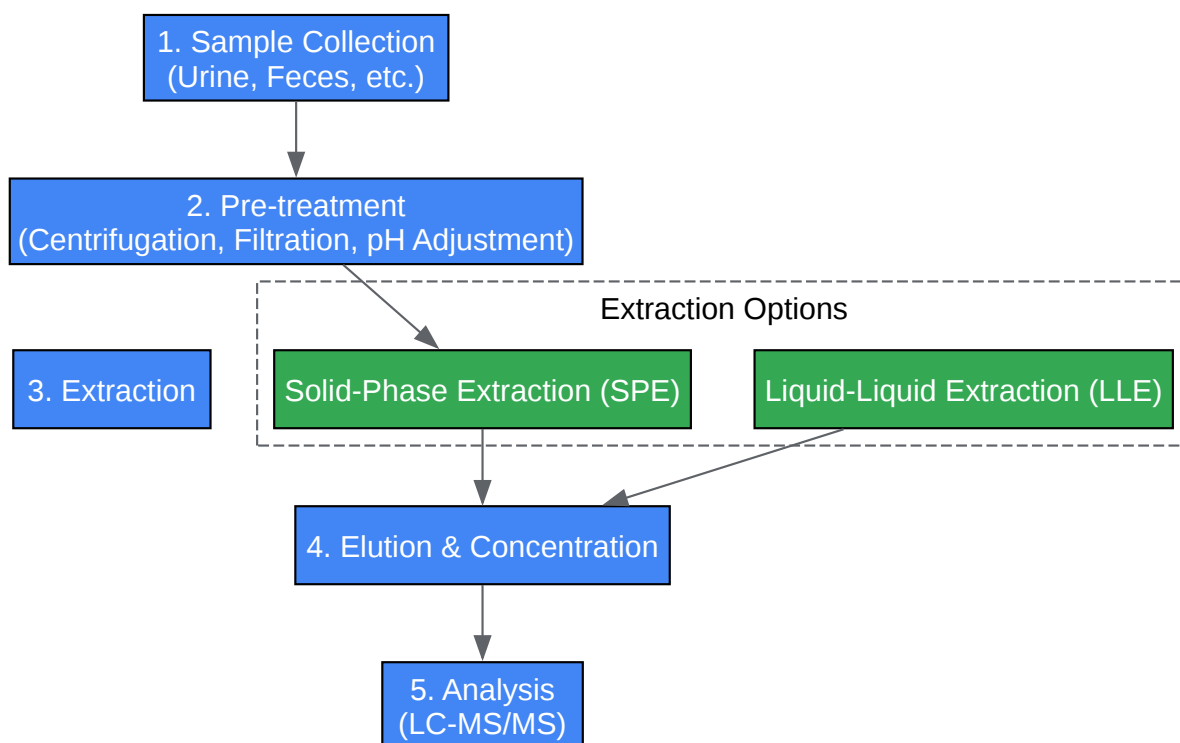 1. Sample Collection
(Urine, Feces, etc.)
2. Pre-treatment
(Centrifugation, Filtration, pH Adjustment)
Extraction Options
3. Extraction
Solid-Phase Extraction (SPE)
Liquid-Liquid Extraction (LLE)
4. Elution & Concentration
5. Analysis
(LC-MS/MS)